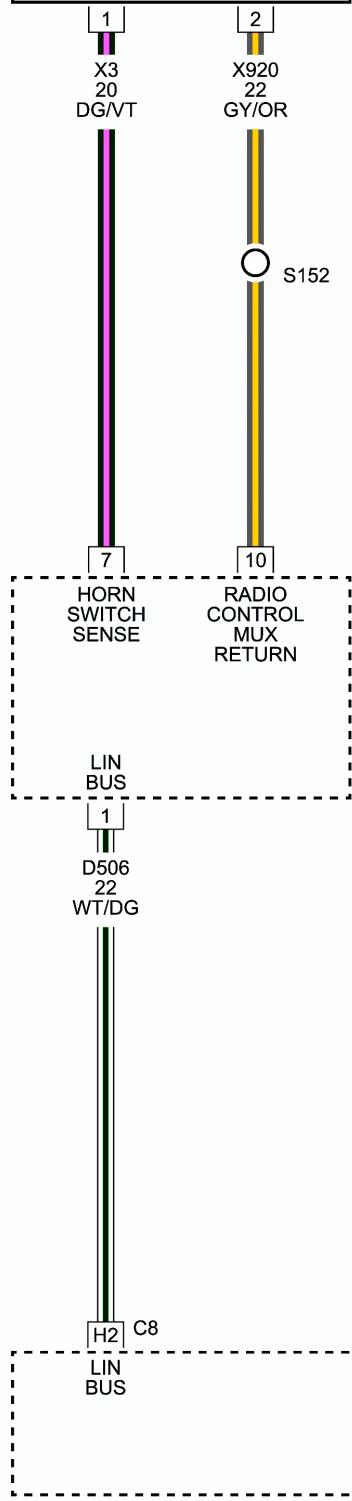 1
2
X3
20
DG/VT
X920
22
GY/OR
S152
7
10
HORN
SWITCH
SENSE
RADIO
CONTROL
MUX
RETURN
LIN
BUS
1
D506
22
WT/DG
H2
C8
LIN
BUS